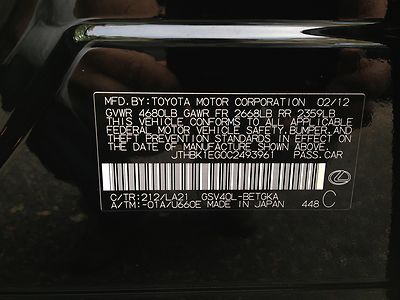 MFD. BY: TOYOTA MOTOR CORPORATION 02/12
GVWR 4680LB GAWR FR 2668LB RR 2359LB
THIS VEHICLE CONFORMS TO ALL APPLICABLE
FEDERAL MOTOR VEHICLE SAFETY, BUMPER, AND
THEFT PREVENTION STANDARDS IN EFFECT ON
THE DATE OF MANUFACTURE SHOWN ABOVE.
JTHBK1EG0C2493961 PASS.CAR
C/TR: 212/LA21 GSV40L-BETGKA
A/TM: -01A/U660E MADE IN JAPAN 448 C